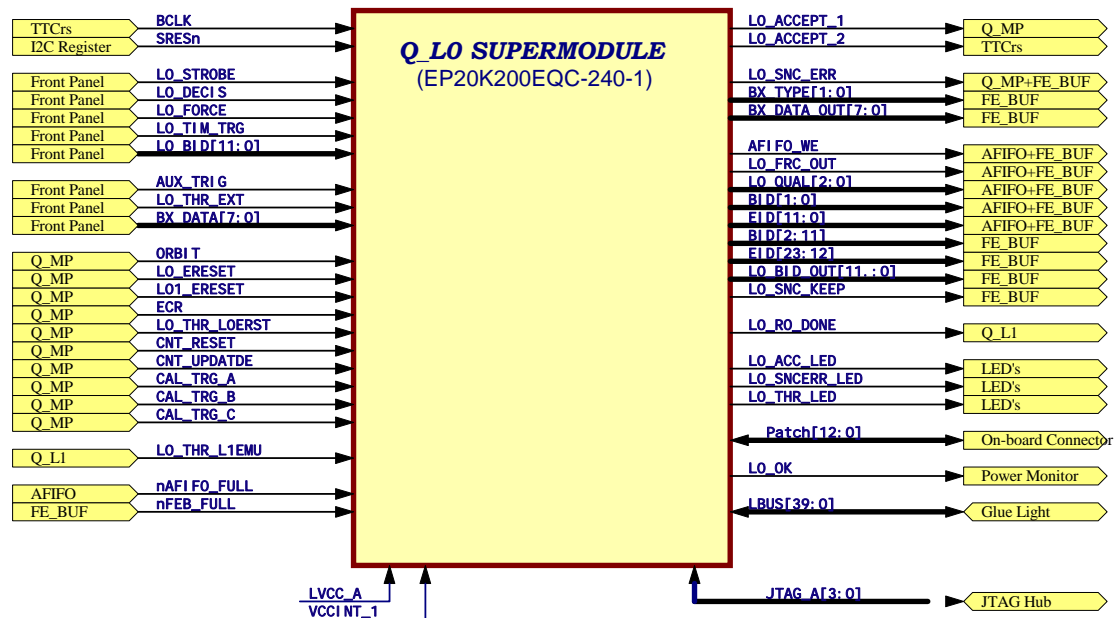 Q_L0 SUPERMODULE
(EP20K200EQC-240-1)
TTCrs BCLK
I2C Register SRESn
Front Panel L0_STROBE
Front Panel L0_DECIS
Front Panel L0_FORCE
Front Panel L0_TIM_TRG
Front Panel L0_BID[11:0]
Front Panel AUX_TRIG
Front Panel L0_THR_EXT
Front Panel BX_DATA[7:0]
Q_MP ORBIT
Q_MP L0_ERESET
Q_MP L01_ERESET
Q_MP ECR
Q_MP L0_THR_L0ERST
Q_MP CNT_RESET
Q_MP CNT_UPDATDE
Q_MP CAL_TRG_A
Q_MP CAL_TRG_B
Q_MP CAL_TRG_C
Q_L1 L0_THR_L1EMU
AFIFO nAFIFO_FULL
FE_BUF nFEB_FULL
L0_ACCEPT_1 Q_MP
L0_ACCEPT_2 TTCrs
L0_SNC_ERR Q_MP+FE_BUF
BX_TYPE[1:0] FE_BUF
BX_DATA_OUT[7:0] FE_BUF
AFIFO_WE AFIFO+FE_BUF
L0_FRC_OUT AFIFO+FE_BUF
L0_QUAL[2:0] AFIFO+FE_BUF
BID[1:0] AFIFO+FE_BUF
EID[11:0] AFIFO+FE_BUF
BID[2:11] FE_BUF
EID[23:12] FE_BUF
L0_BID_OUT[11.:0] FE_BUF
L0_SNC_KEEP FE_BUF
L0_RO_DONE Q_L1
L0_ACC_LED LED's
L0_SNCERR_LED LED's
L0_THR_LED LED's
Patch[12:0] On-board Connector
L0_OK Power Monitor
LBUS[39:0] Glue Light
LVCC_A
VCCINT_1
JTAG_A[3:0] JTAG Hub